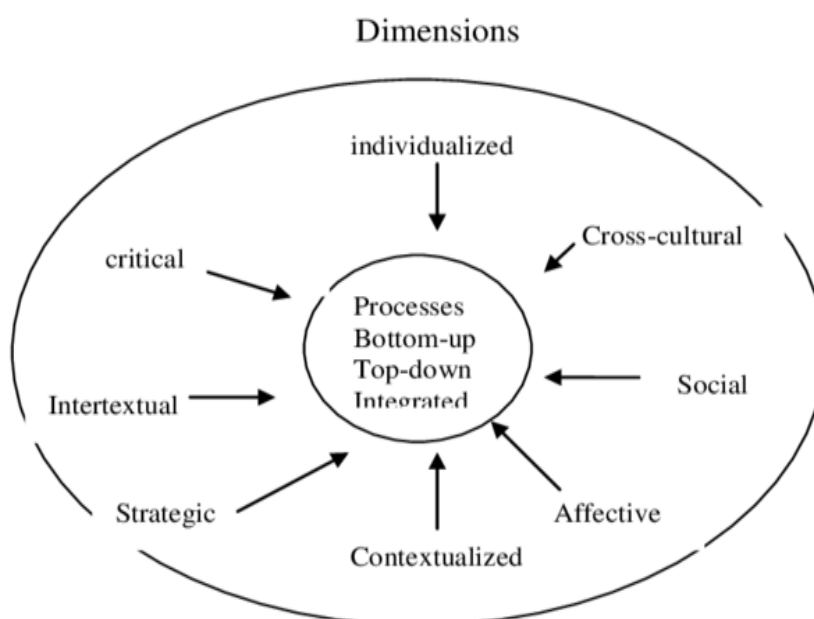 Dimensions
individualized
Cross-cultural
critical
Processes
Bottom-up
Top-down
Integrated
Social
Intertextual
Strategic
Affective
Contextualized